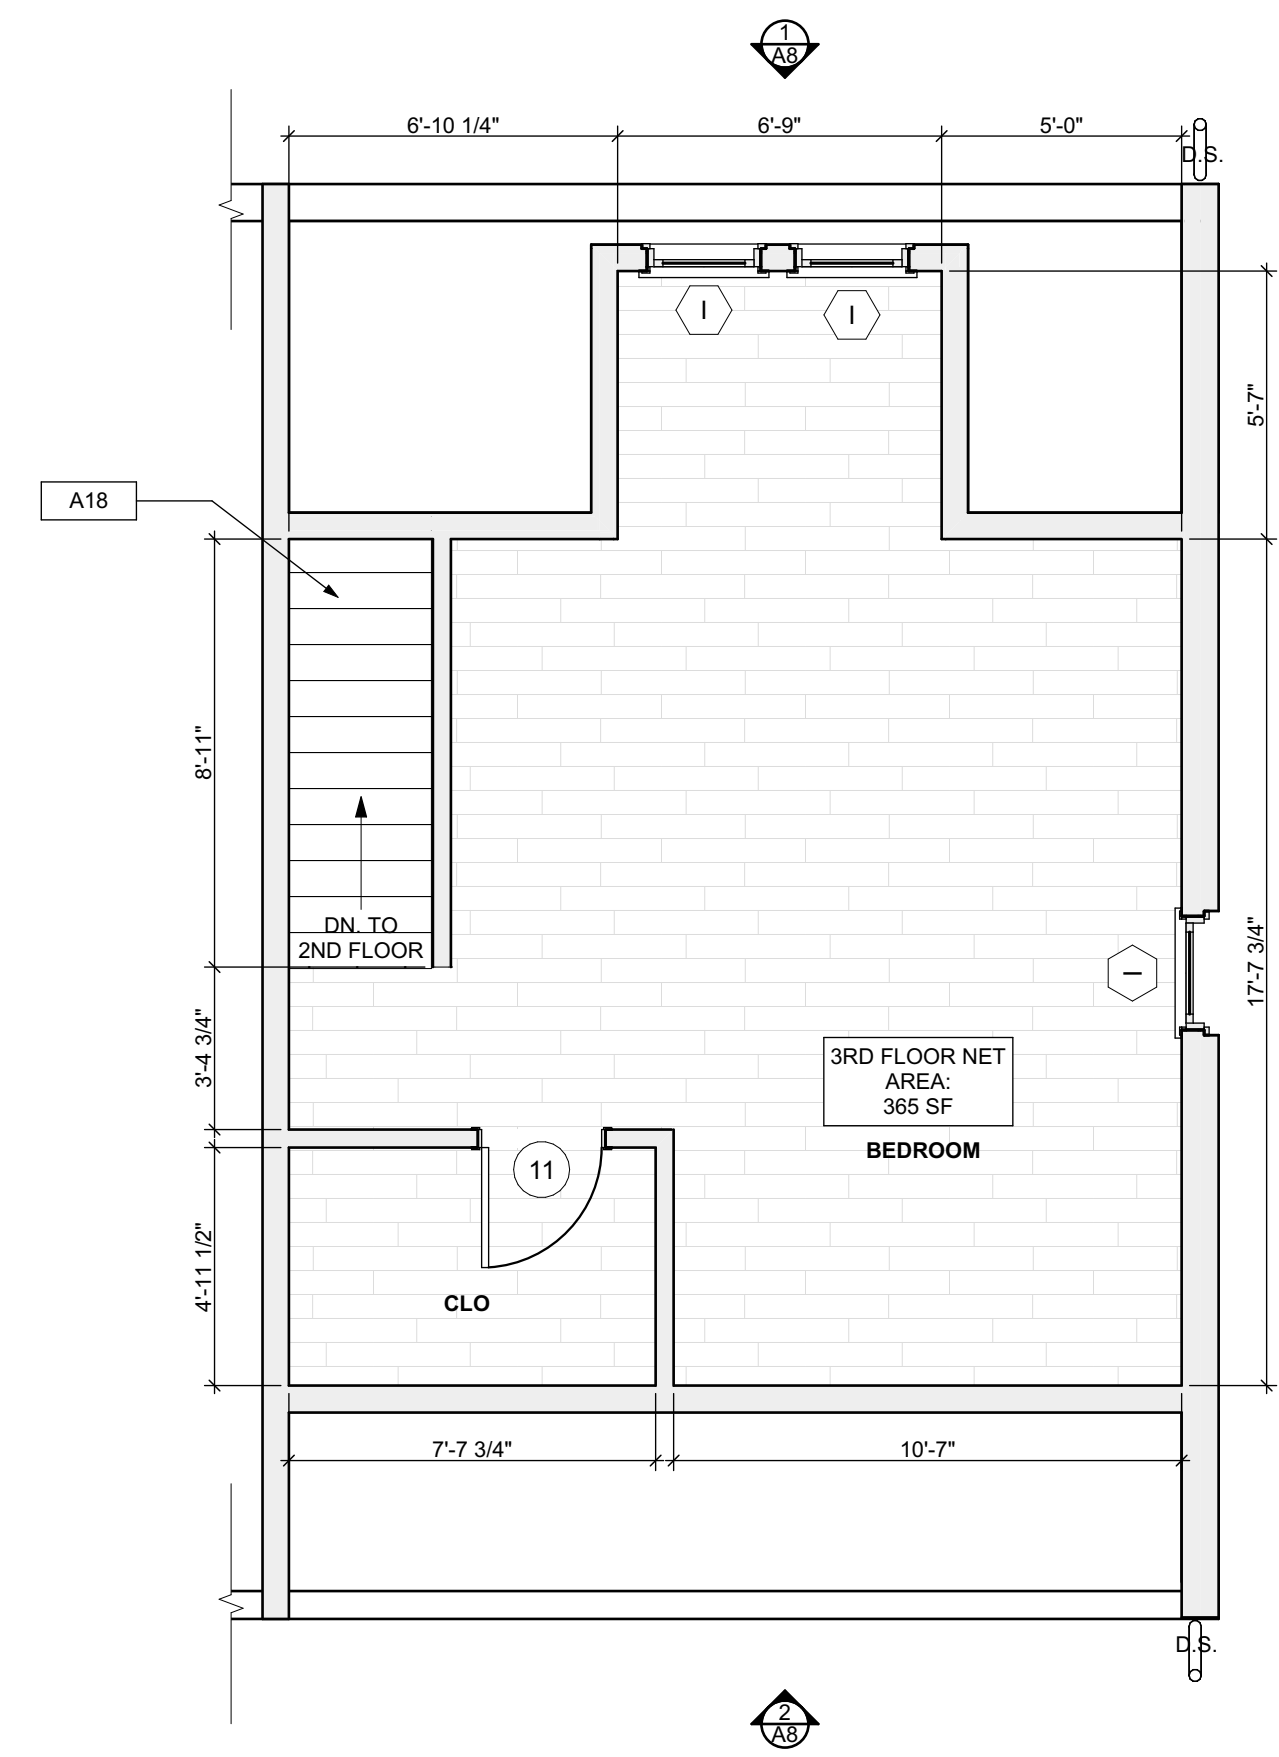 1
A8
6'-10 1/4"
6'-9"
5'-0"
D.S.
I
I
5'-7"
A18
8'-11"
DN. TO
2ND FLOOR
17'-7 3/4"
I
3'-4 3/4"
3RD FLOOR NET
AREA:
365 SF
BEDROOM
11
4'-11 1/2"
CLO
7'-7 3/4"
10'-7"
D.S.
2
A8